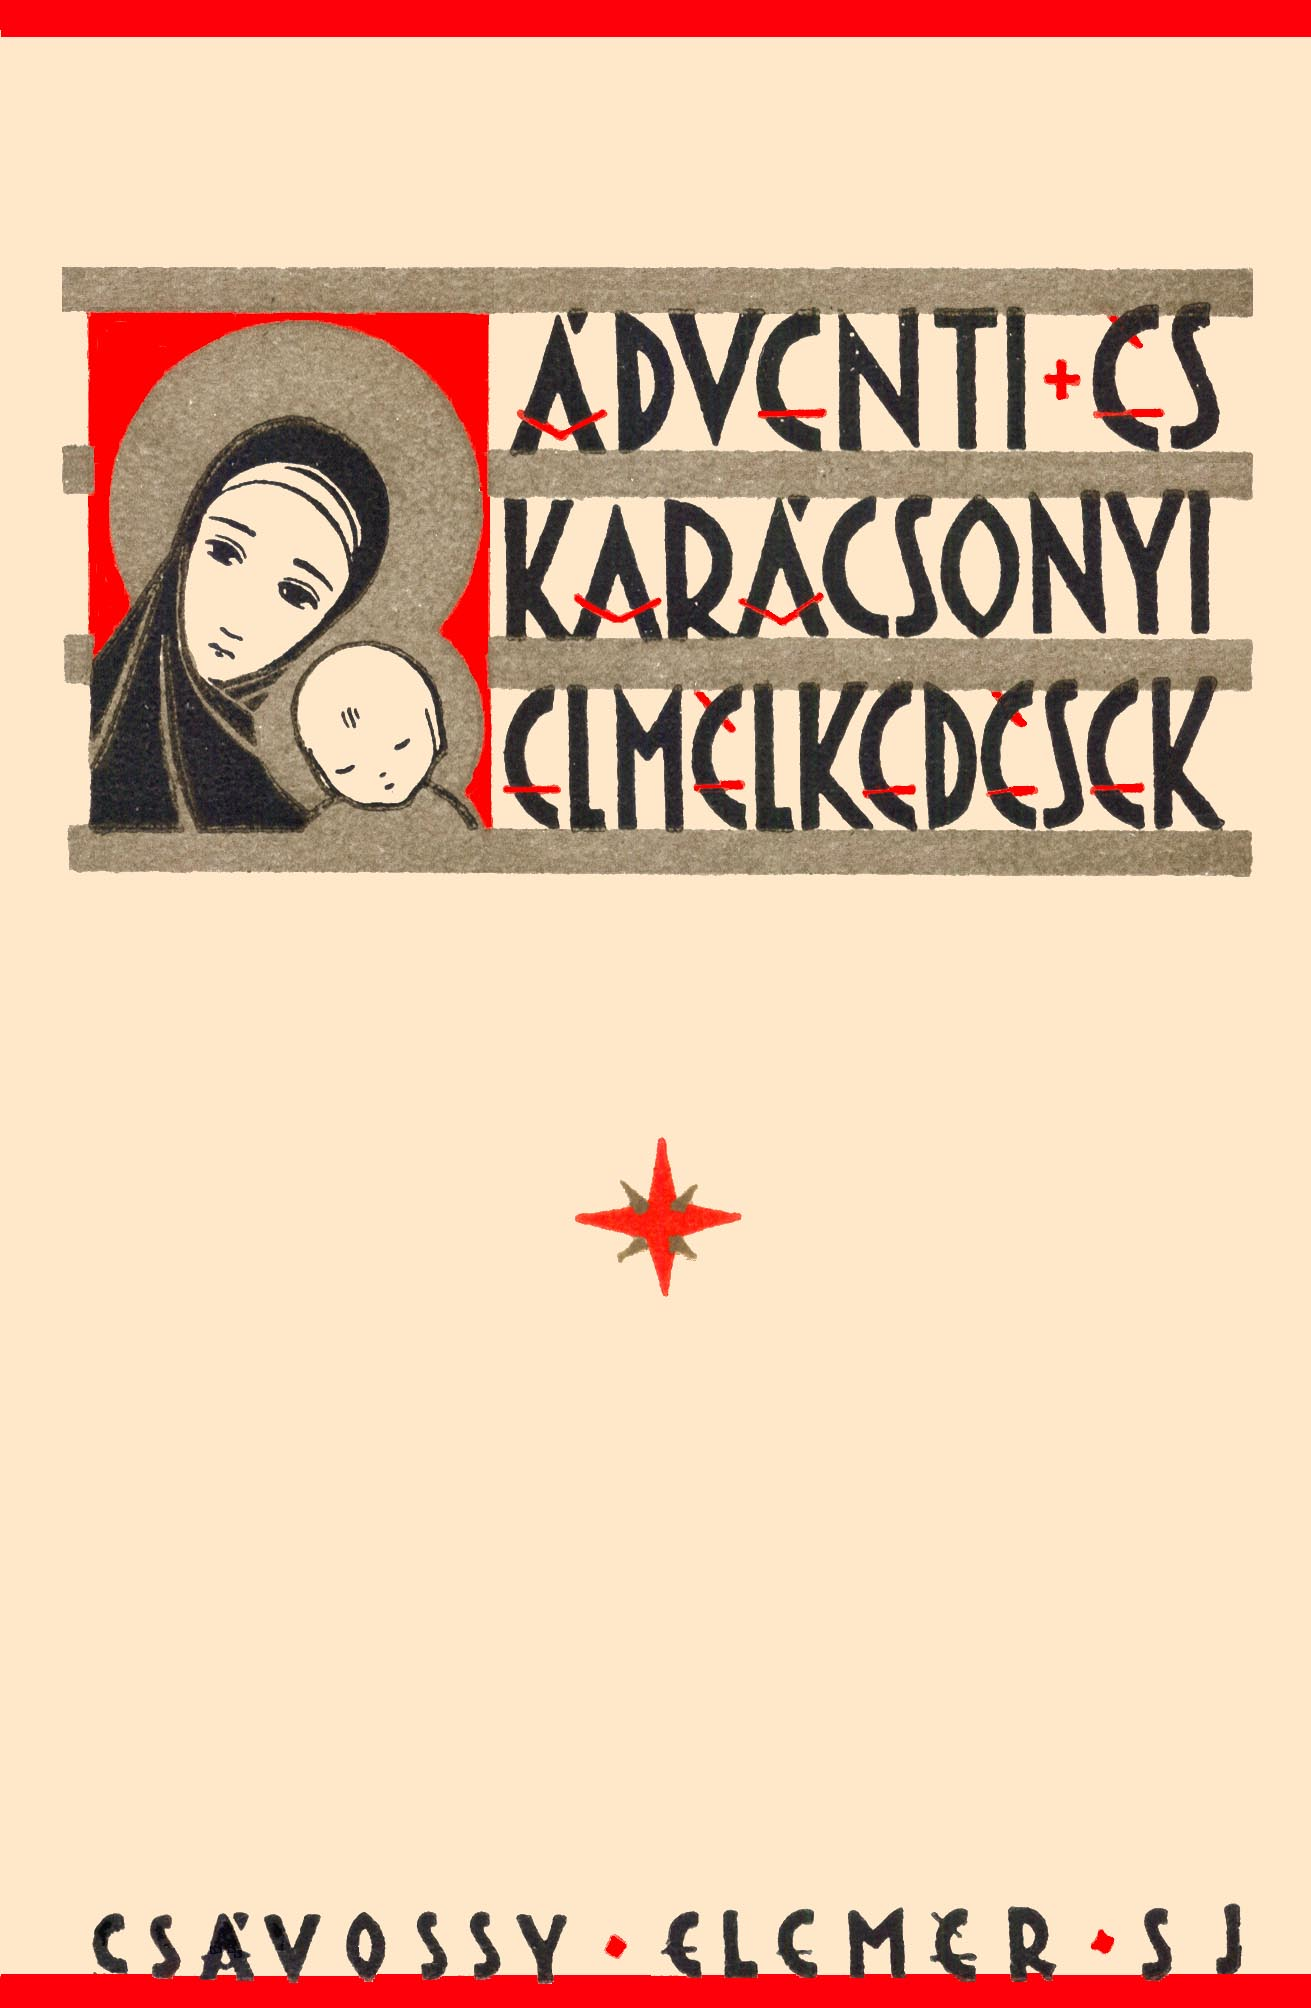 ÁDVENTI + ÉS
KARÁCSONYI
ELMÉLKEDÉSEK
CSÁVOSSY · ELEMÉR · SJ